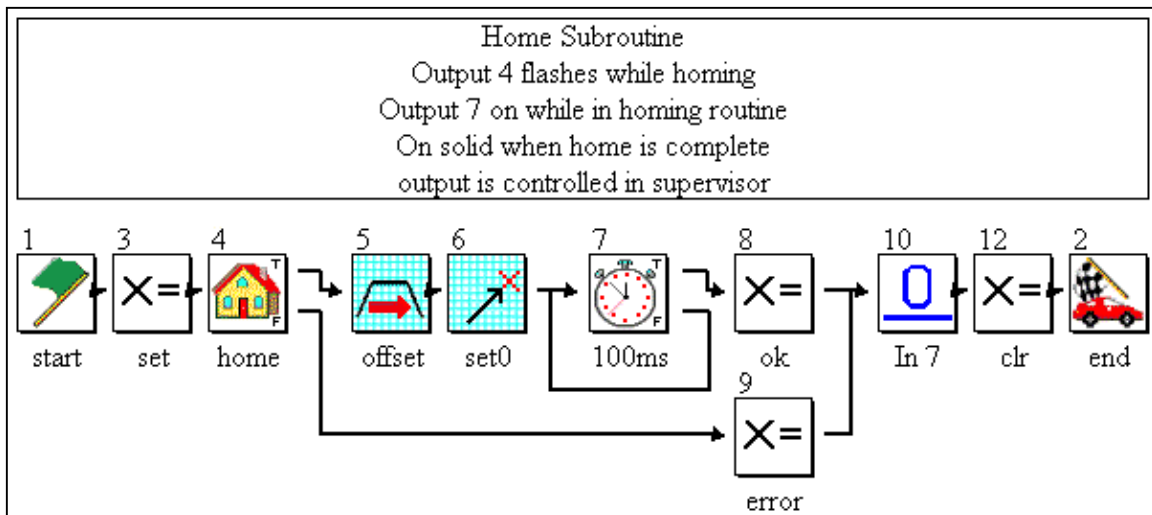 Home Subroutine
Output 4 flashes while homing
Output 7 on while in homing routine
On solid when home is complete
output is controlled in supervisor
1 3 4 5 6 7 8 10 12 2
X= T F T F X= 0 X=
start set home offset set0 100ms ok In 7 clr end
9
X=
error